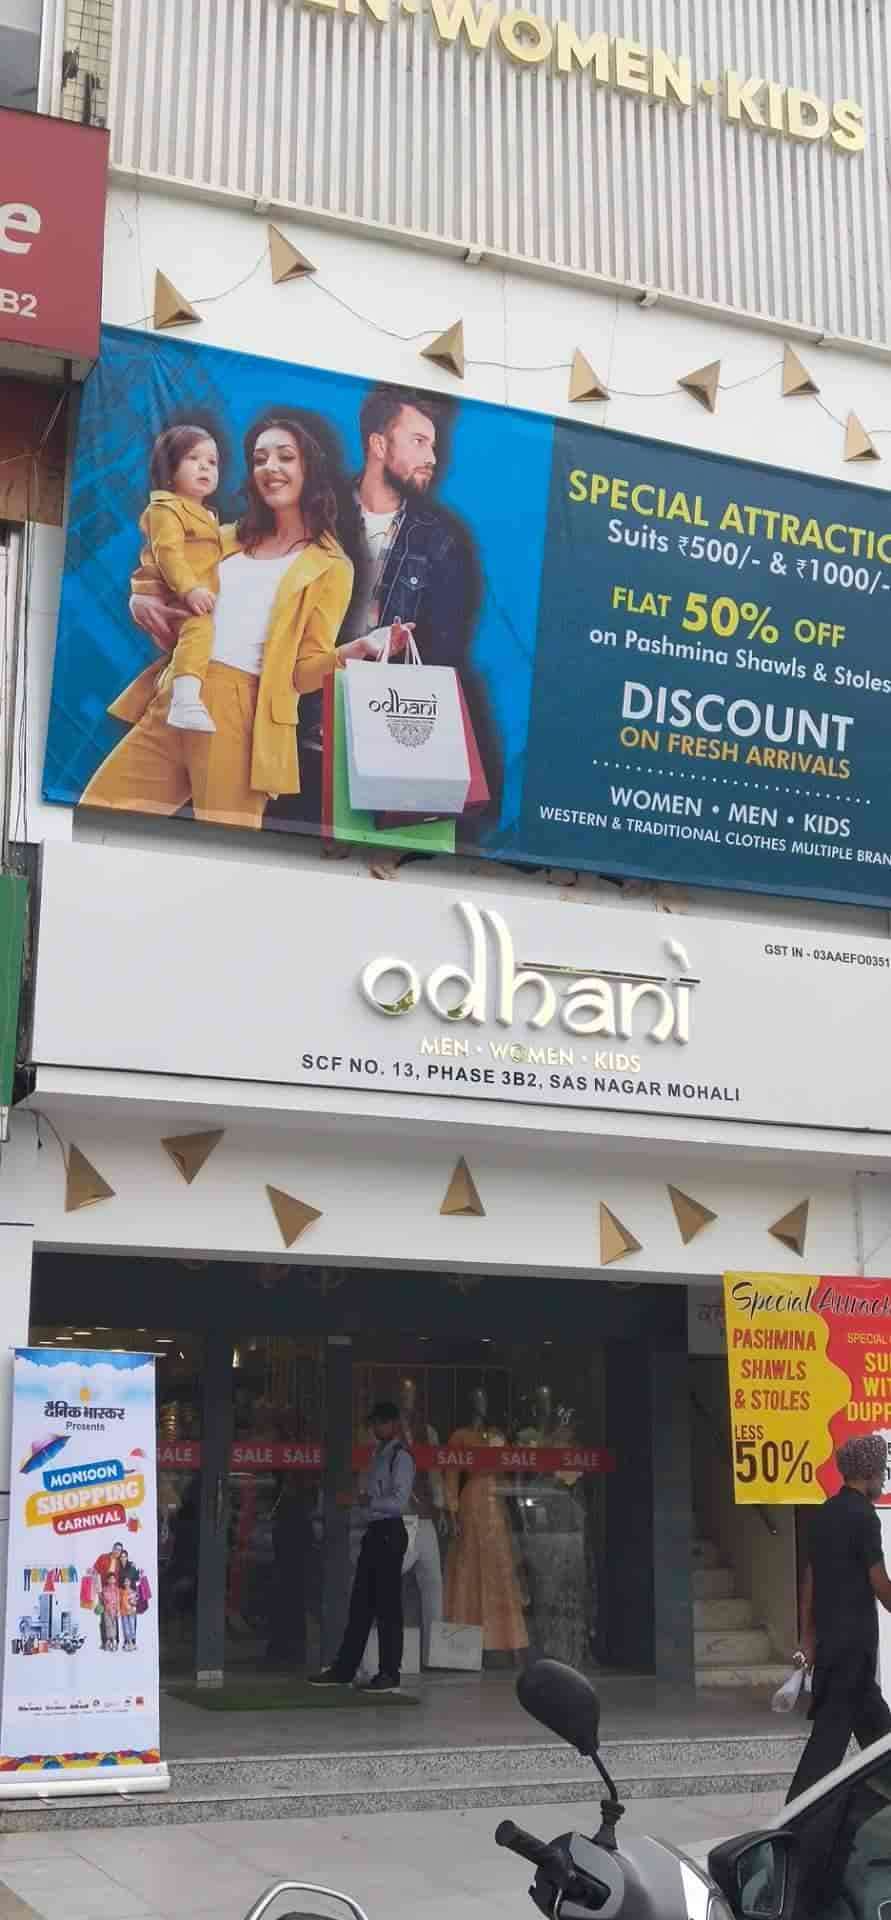 WOMEN • KIDS
e
B2
SPECIAL ATTRACTIO
Suits ₹500/- & ₹1000/-
FLAT 50% OFF
on Pashmina Shawls & Stoles
DISCOUNT
ON FRESH ARRIVALS
WOMEN • MEN • KIDS
WESTERN & TRADITIONAL CLOTHES MULTIPLE BRAN
odhani
GST IN - 03AAEFO0351
odhani
MEN • WOMEN • KIDS
SCF NO. 13, PHASE 3B2, SAS NAGAR MOHALI
Special Attrac
PASHMINA
SHAWLS
& STOLES
LESS
50%
SPECIAL
SU
WIT
DUPP
दैनिक भास्कर
Presents
MONSOON
SHOPPING
CARNIVAL
SALE SALE SALE SALE SALE SALE